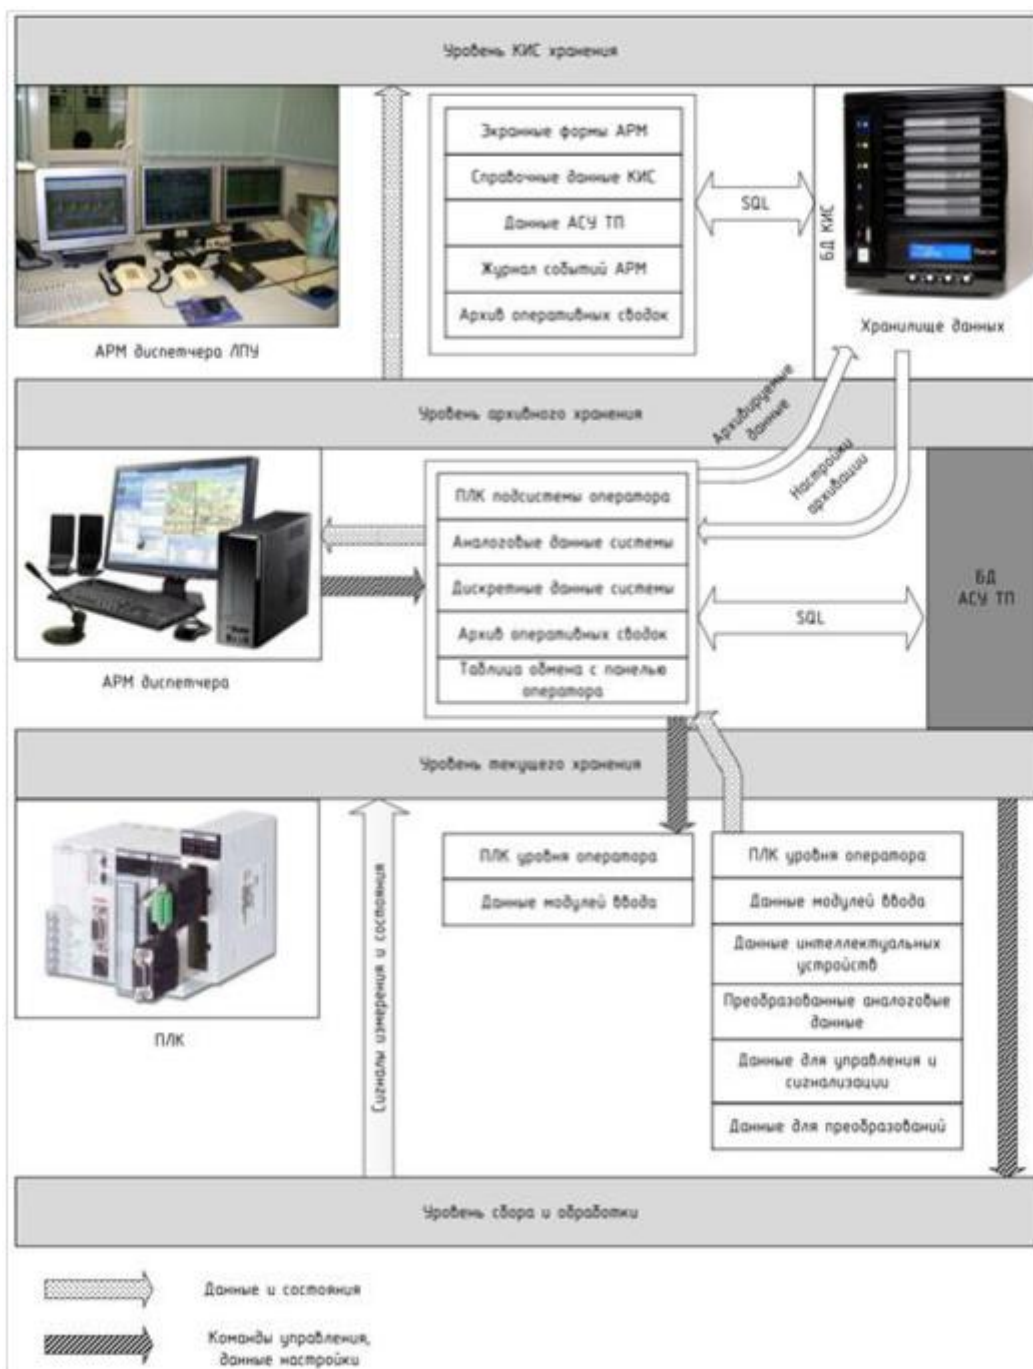 Уровень КИС хранения
Экранные формы АРМ
Справочные данные КИС
Данные АСУ ТП
Журнал событий АРМ
Архив оперативных сводок
SQL
БД КИС
Хранилище данных
АРМ диспетчера ЛПУ
Уровень архивного хранения
Архивируемые
данные
Настройки
архивации
ПЛК подсистемы оператора
Аналоговые данные системы
Дискретные данные системы
Архив оперативных сводок
Таблица обмена с панелью
оператора
SQL
БД
АСУ ТП
АРМ диспетчера
Уровень текущего хранения
ПЛК
Сигналы измерения и состояния
ПЛК уровня оператора
Данные модулей ввода
ПЛК уровня оператора
Данные модулей ввода
Данные интеллектуальных
устройств
Преобразованные аналоговые
данные
Данные для управления и
сигнализации
Данные для преобразований
Уровень сбора и обработки
Данные и состояния
Команды управления,
данные настройки